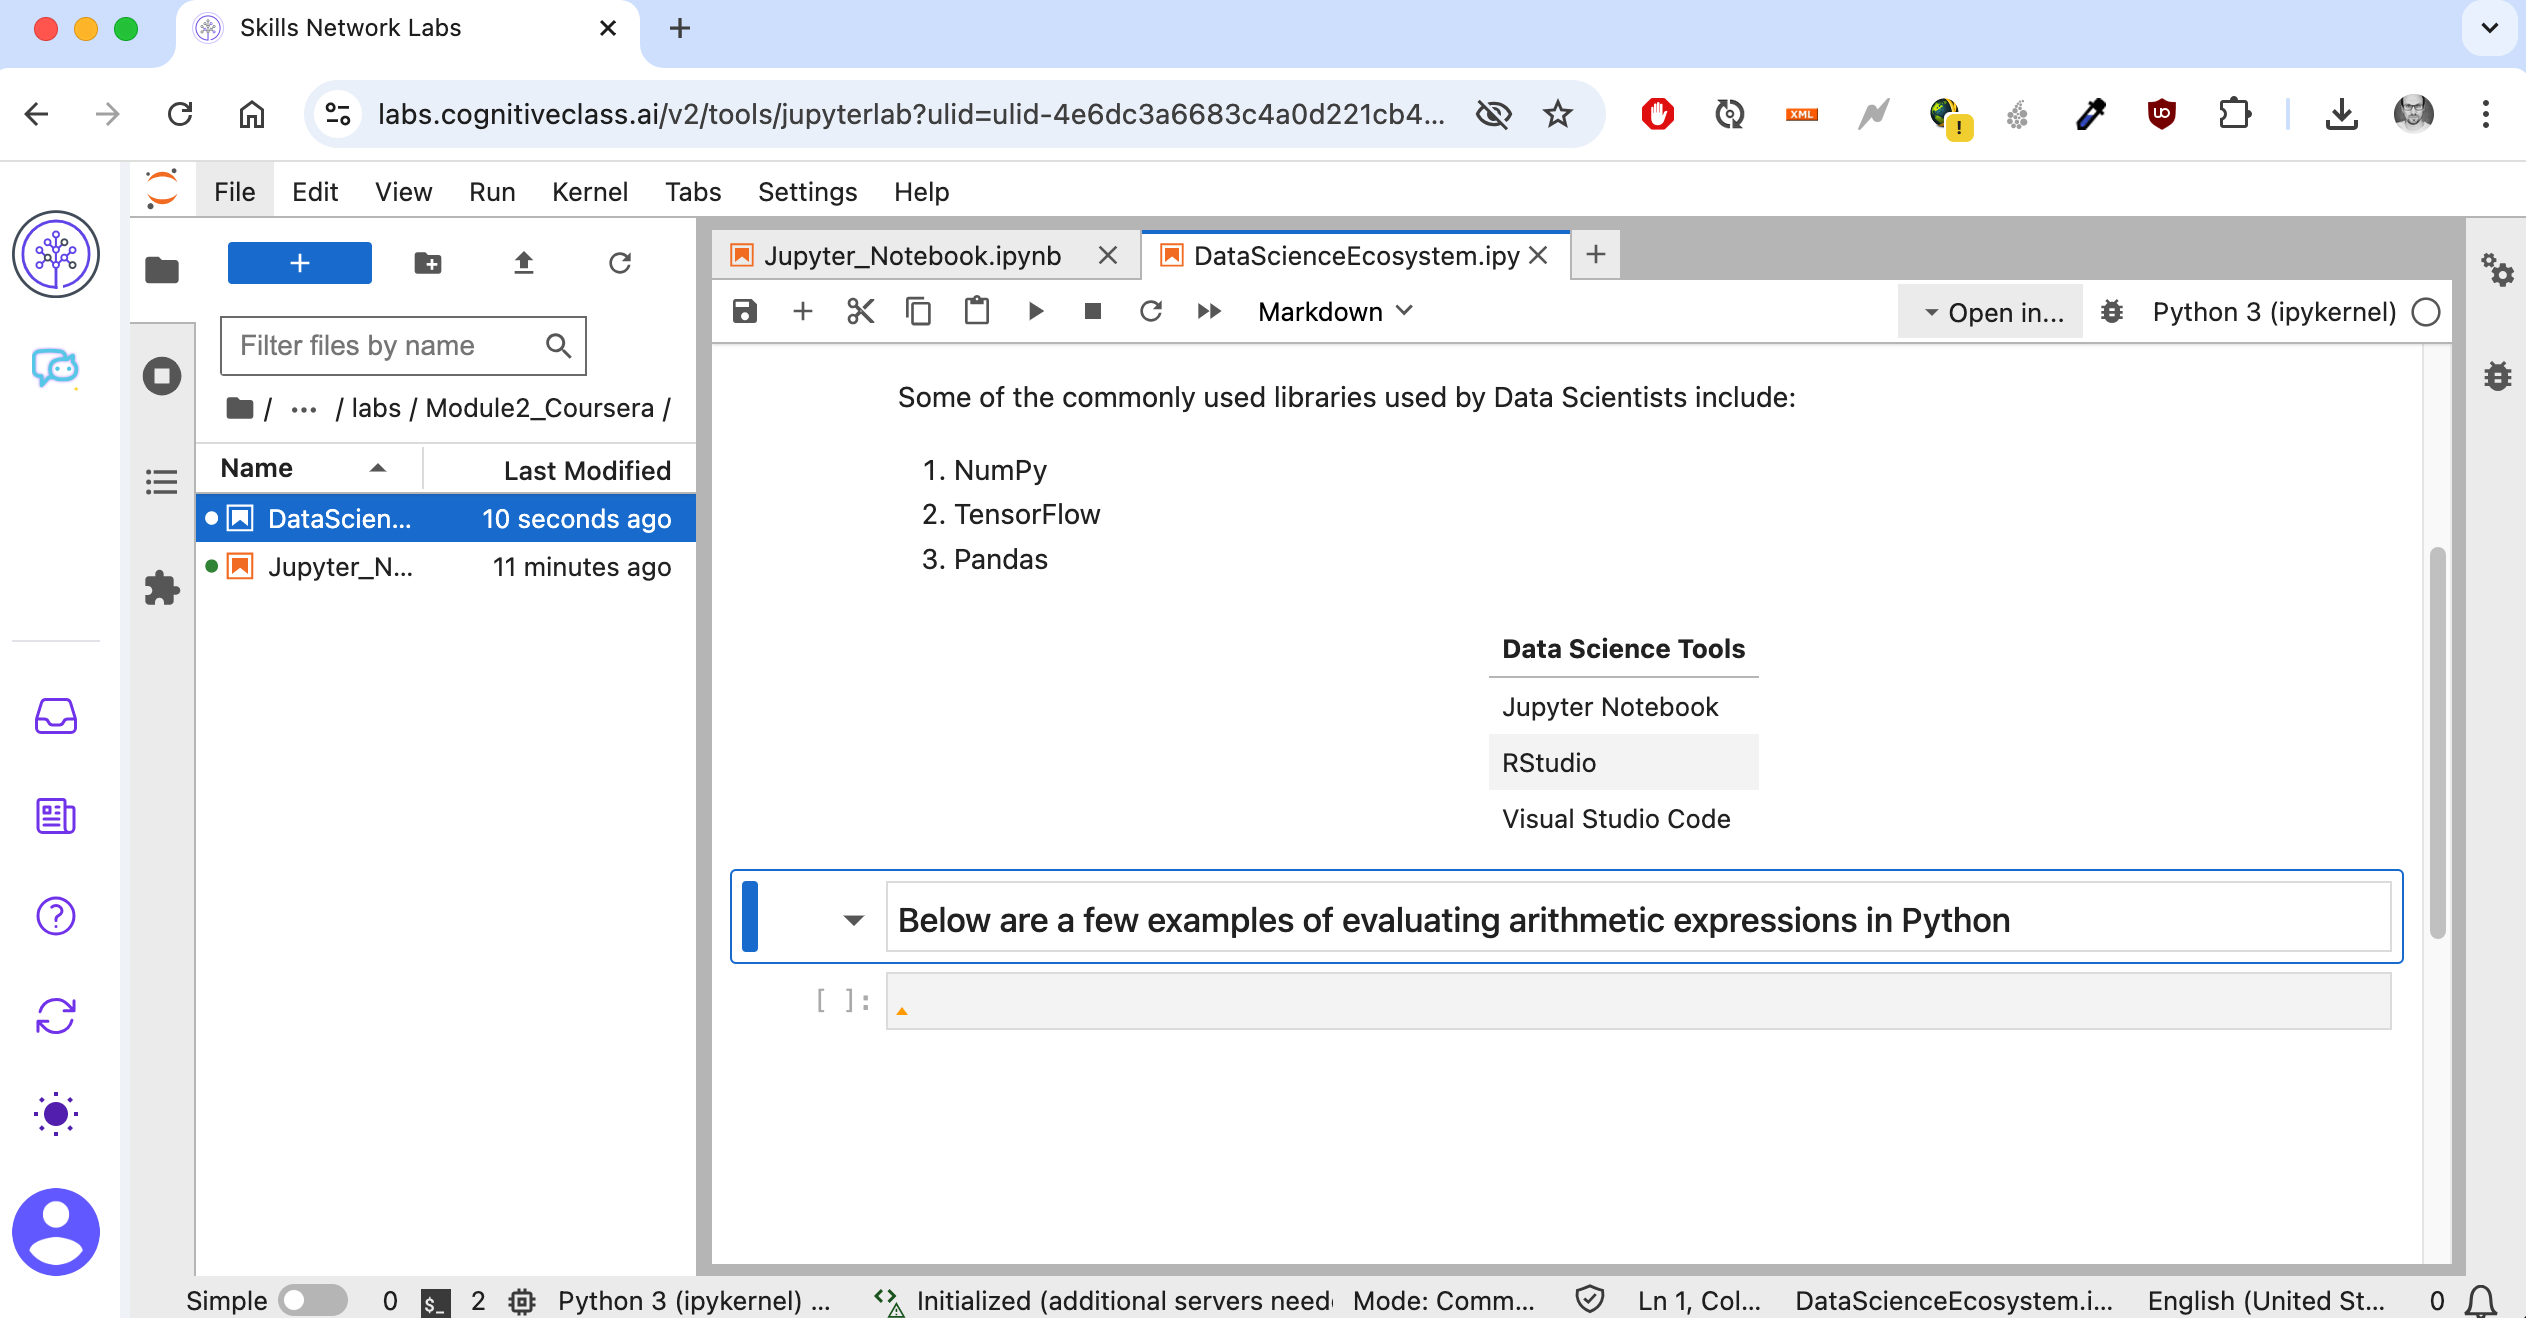 Skills Network Labs
labs.cognitiveclass.ai/v2/tools/jupyterlab?ulid=ulid-4e6dc3a6683c4a0d221cb4...
XML
!
UO
File Edit View Run Kernel Tabs Settings Help
Jupyter_Notebook.ipynb
DataScienceEcosystem.ipy
Markdown
Open in...
Python 3 (ipykernel)
Filter files by name
/ ... / labs / Module2_Coursera /
Name Last Modified
DataScien... 10 seconds ago
Jupyter_N... 11 minutes ago
Some of the commonly used libraries used by Data Scientists include:
1. NumPy
2. TensorFlow
3. Pandas
Data Science Tools
Jupyter Notebook
RStudio
Visual Studio Code
Below are a few examples of evaluating arithmetic expressions in Python
[ ]:
Simple 0 $_ 2 Python 3 (ipykernel) ... Initialized (additional servers neede Mode: Comm... Ln 1, Col... DataScienceEcosystem.i... English (United St... 0